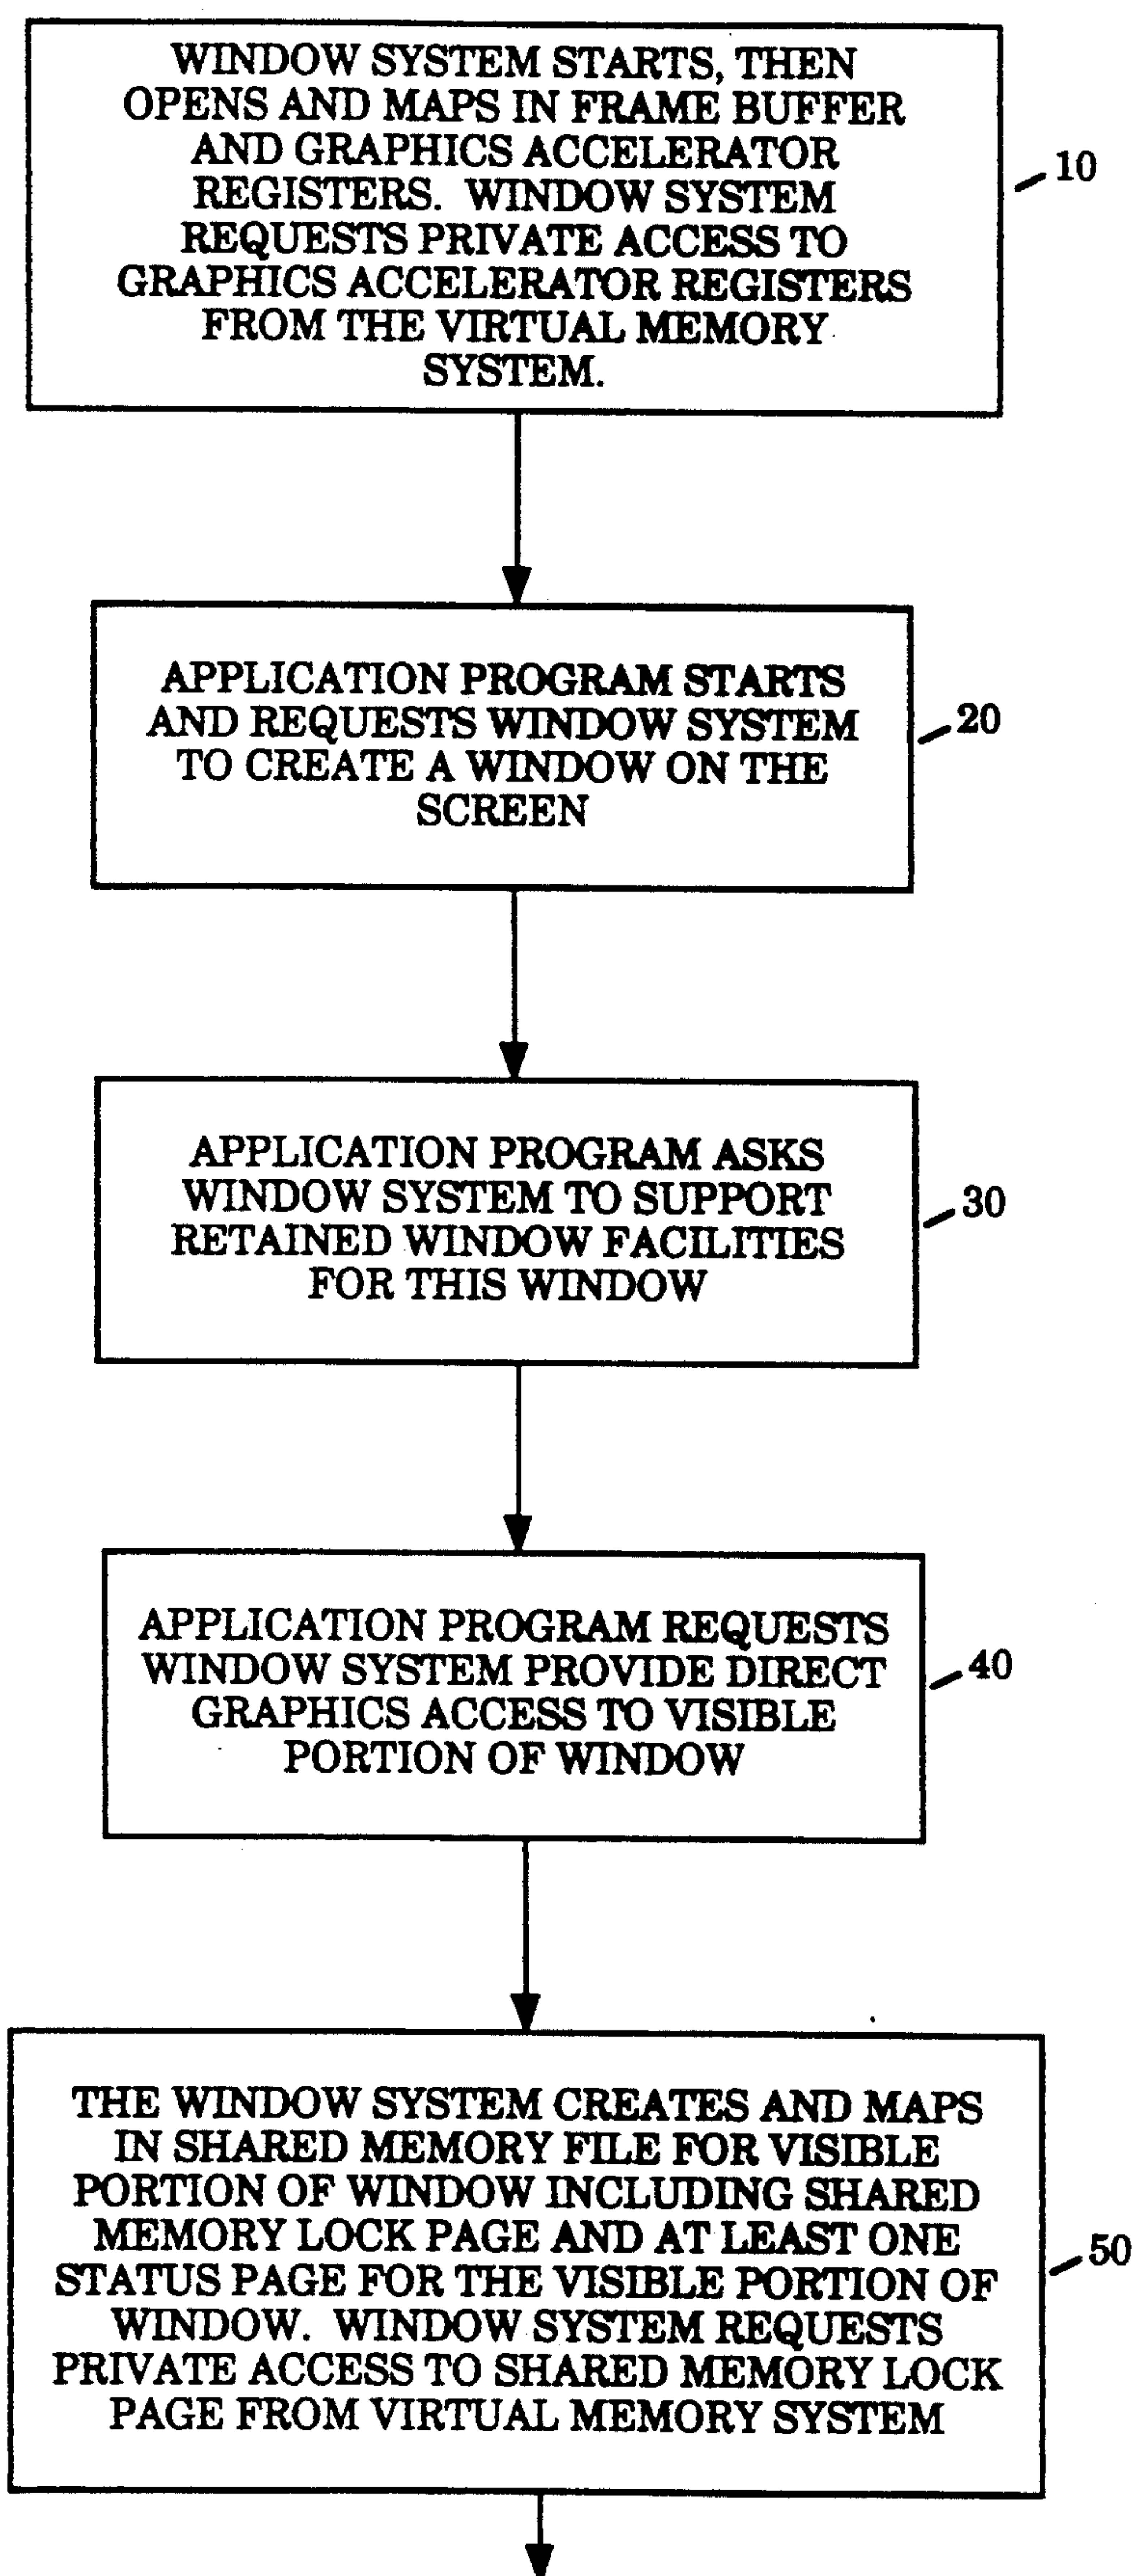 WINDOW SYSTEM STARTS, THEN
OPENS AND MAPS IN FRAME BUFFER
AND GRAPHICS ACCELERATOR
REGISTERS. WINDOW SYSTEM
REQUESTS PRIVATE ACCESS TO
GRAPHICS ACCELERATOR REGISTERS
FROM THE VIRTUAL MEMORY
SYSTEM.
10
APPLICATION PROGRAM STARTS
AND REQUESTS WINDOW SYSTEM
TO CREATE A WINDOW ON THE
SCREEN
20
APPLICATION PROGRAM ASKS
WINDOW SYSTEM TO SUPPORT
RETAINED WINDOW FACILITIES
FOR THIS WINDOW
30
APPLICATION PROGRAM REQUESTS
WINDOW SYSTEM PROVIDE DIRECT
GRAPHICS ACCESS TO VISIBLE
PORTION OF WINDOW
40
THE WINDOW SYSTEM CREATES AND MAPS
IN SHARED MEMORY FILE FOR VISIBLE
PORTION OF WINDOW INCLUDING SHARED
MEMORY LOCK PAGE AND AT LEAST ONE
STATUS PAGE FOR THE VISIBLE PORTION OF
WINDOW. WINDOW SYSTEM REQUESTS
PRIVATE ACCESS TO SHARED MEMORY LOCK
PAGE FROM VIRTUAL MEMORY SYSTEM
50